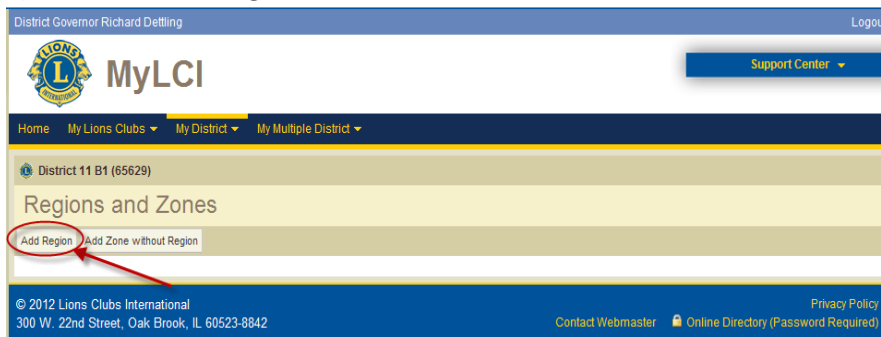 District Governor Richard Dettling Logou
LIONS
L
INTERNATIONAL
MyLCI
Support Center
Home My Lions Clubs My District My Multiple District
District 11 B1 (65629)
Regions and Zones
Add Region Add Zone without Region
© 2012 Lions Clubs International Privacy Policy
300 W. 22nd Street, Oak Brook, IL 60523-8842 Contact Webmaster Online Directory (Password Required)